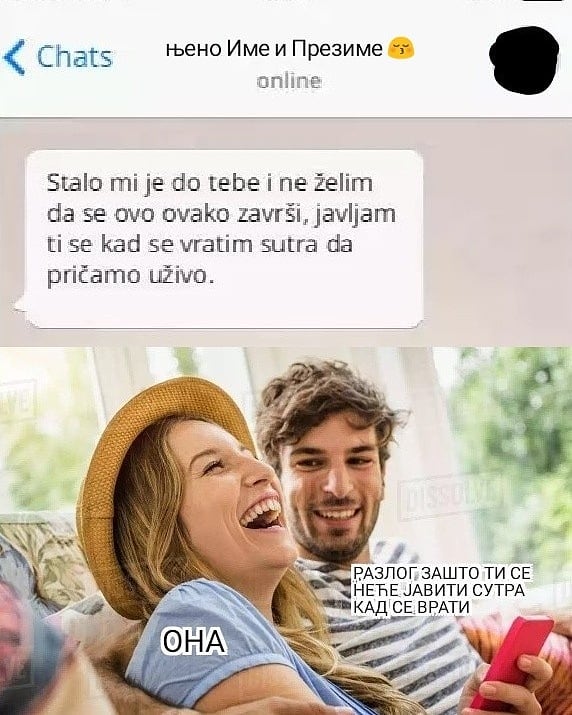 Chats
њено Име и Презиме 😚
online
Stalo mi je do tebe i ne želim
da se ovo ovako završi, javljam
ti se kad se vratim sutra da
pričamo uživo.
DISSOLVE
РАЗЛОГ ЗАШТО ТИ СЕ
НЕЋЕ ЈАВИТИ СУТРА
КАД СЕ ВРАТИ
ОНА